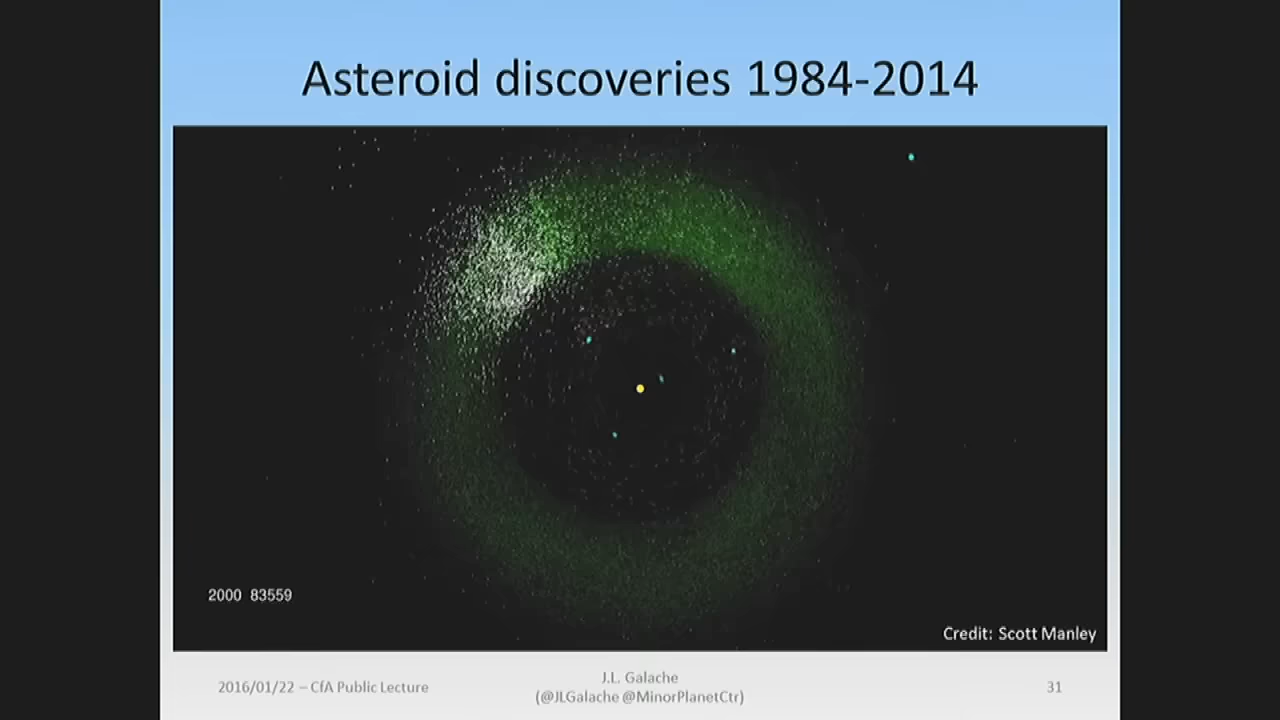 Asteroid discoveries 1984-2014
2000 83559
Credit: Scott Manley
2016/01/22 – CfA Public Lecture
J.L. Galache
(@JLGalache @MinorPlanetCtr)
31